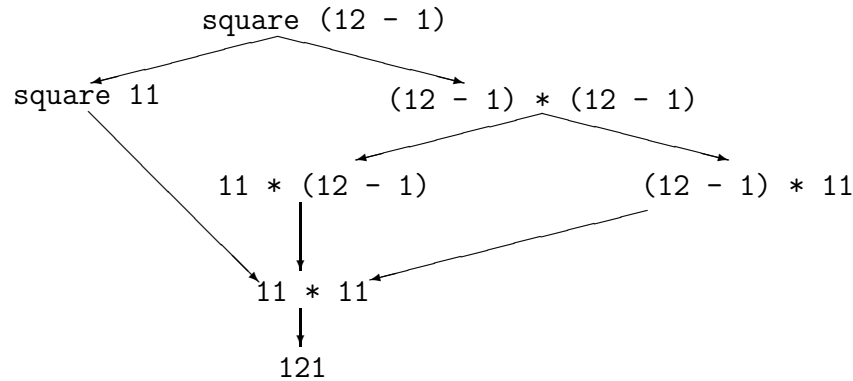 square (12 - 1)
square 11
(12 - 1) * (12 - 1)
11 * (12 - 1)
(12 - 1) * 11
11 * 11
121